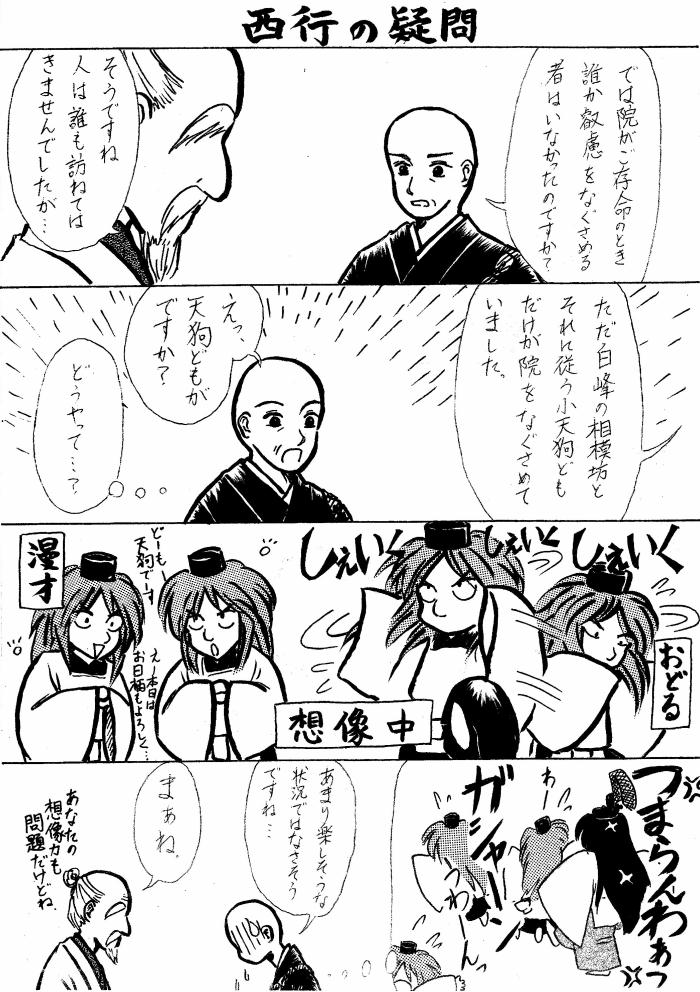 西行の疑問
では院がご存命のとき
誰か叡慮をなぐさめる
者はいなかったのですか？
そうですね
人は誰も訪ねては
きませんでしたが…
ただ白峰の相模坊と
それに従う小天狗ども
だけが院をなぐさめて
いました。
えっ、
天狗どもが
ですか？
どうやって…？
しぇいく
しぇいく
しぇいく
おどる
想像中
どーもー
天狗でーす
えー本日は
お日柄もよろしく…
漫才
つまらんわぁっ
ガシャーン
わー
うわーん
あまり楽しそうな
状況ではなさそう
ですね…
まぁね。
あなたの
想像力も
問題だけどね